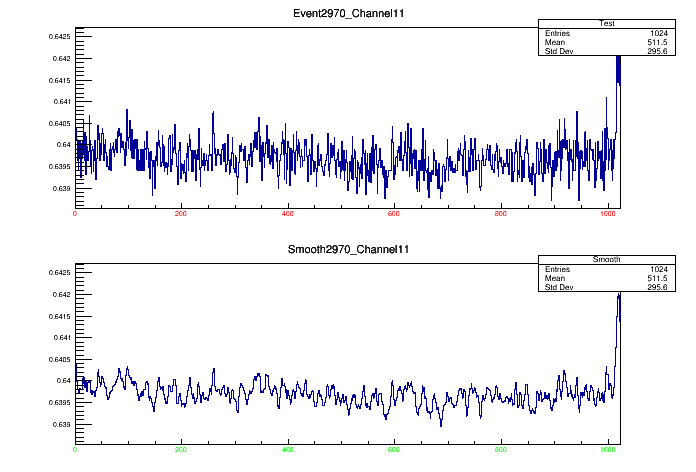 Event2970_Channel11
Test
Entries 1024
Mean 511.5
Std Dev 295.6
0.6425
0.642
0.6415
0.641
0.6405
0.64
0.6395
0.639
0 200 400 600 800 1000
Smooth2970_Channel11
Smooth
Entries 1024
Mean 511.5
Std Dev 295.6
0.6425
0.642
0.6415
0.641
0.6405
0.64
0.6395
0.639
0 200 400 600 800 1000